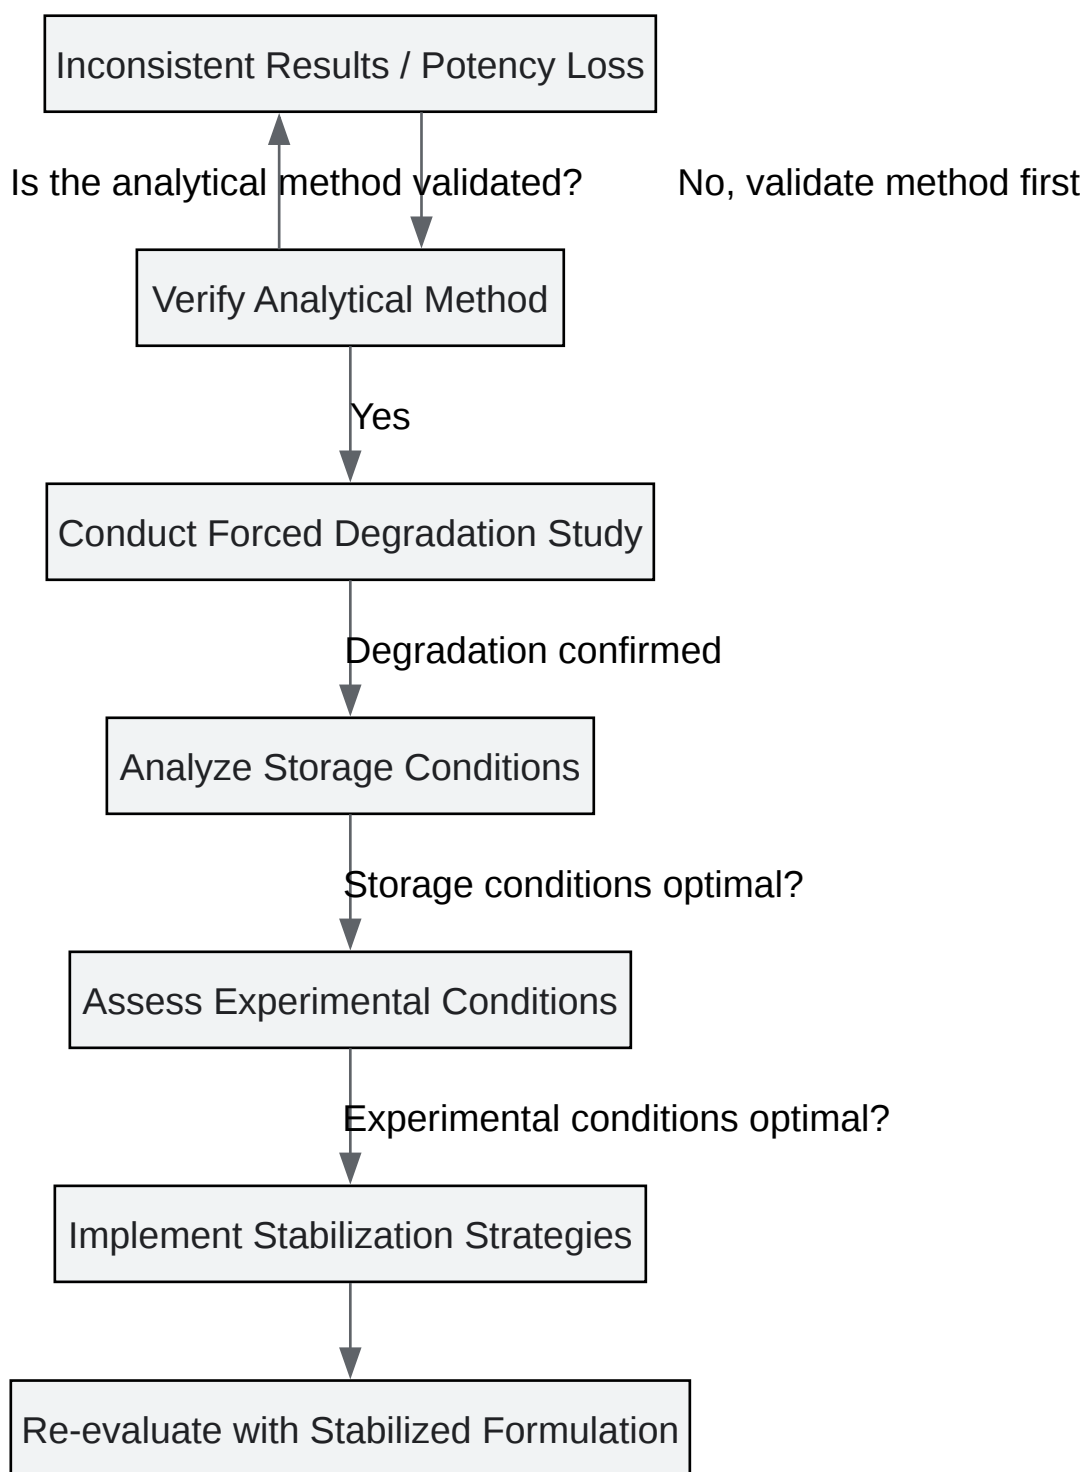 Inconsistent Results / Potency Loss
Is the analytical method validated?
No, validate method first
Verify Analytical Method
Yes
Conduct Forced Degradation Study
Degradation confirmed
Analyze Storage Conditions
Storage conditions optimal?
Assess Experimental Conditions
Experimental conditions optimal?
Implement Stabilization Strategies
Re-evaluate with Stabilized Formulation